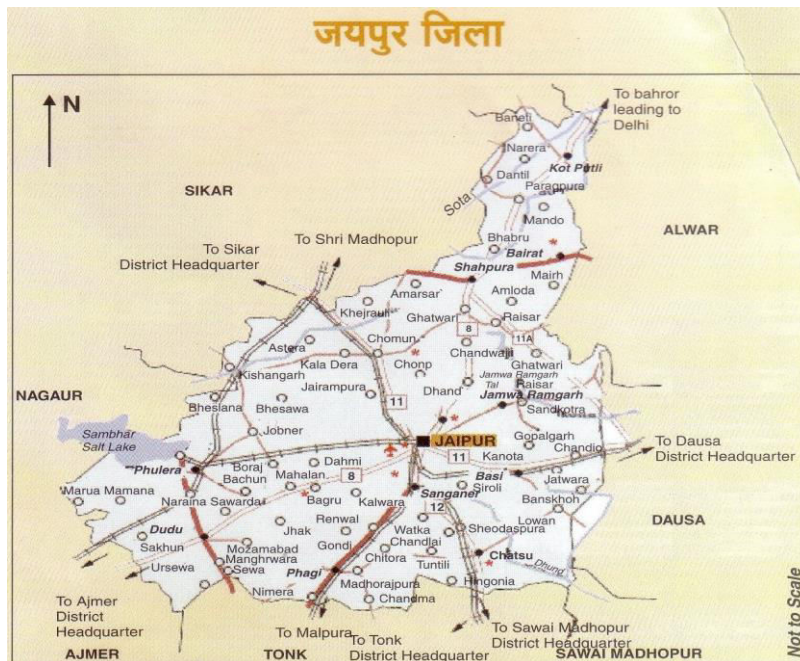 जयपुर जिला
N
To bahror
leading to
Delhi
Baneti
Narera
Kot Putli
Dantil
SIKAR
Paragpura
Sota
Mando
ALWAR
Bhabru
To Shri Madhopur
To Sikar
District Headquarter
Bairat
Shahpura
Mairh
Amarsar
Amloda
Khejrauli
Ghatwari
Raisar
8
11A
Astera
Chomun
Chandwaji
Kala Dera
Chonp
Ghatwari
Kishangarh
Jamwa Ramgarh
Tal
Raisar
Dhand
NAGAUR
Jairampura
Jamwa Ramgarh
Bheslana
Bhesawa
11
Sandkotra
Sambhar
Salt Lake
Jobner
JAIPUR
Gopalgarh
Chandig
To Dausa
District Headquarter
11
Kanota
Phulera
Boraj
Dahmi
Bachun
Mahalan
8
Basi
Jatwara
Sanganer
Siroli
Marua Mamana
Naraina
Sawarda
Bagru
Kalwara
Banskhoh
12
Lowan
DAUSA
Dudu
Renwal
Watka
Sheodaspura
Jhak
Sakhun
Mozamabad
Gondi
Chandlai
Chatsu
Manghrwara
Chitora
Ursewa
Sewa
Tuntili
Dhund
Phagi
Madhorajpura
Hingonia
Nimera
Chandma
To Ajmer
District
Headquarter
To Malpura
To Tonk
District Headquarter
To Sawai Madhopur
District Headquarter
AJMER
TONK
SAWAI MADHOPUR
Not to Scale